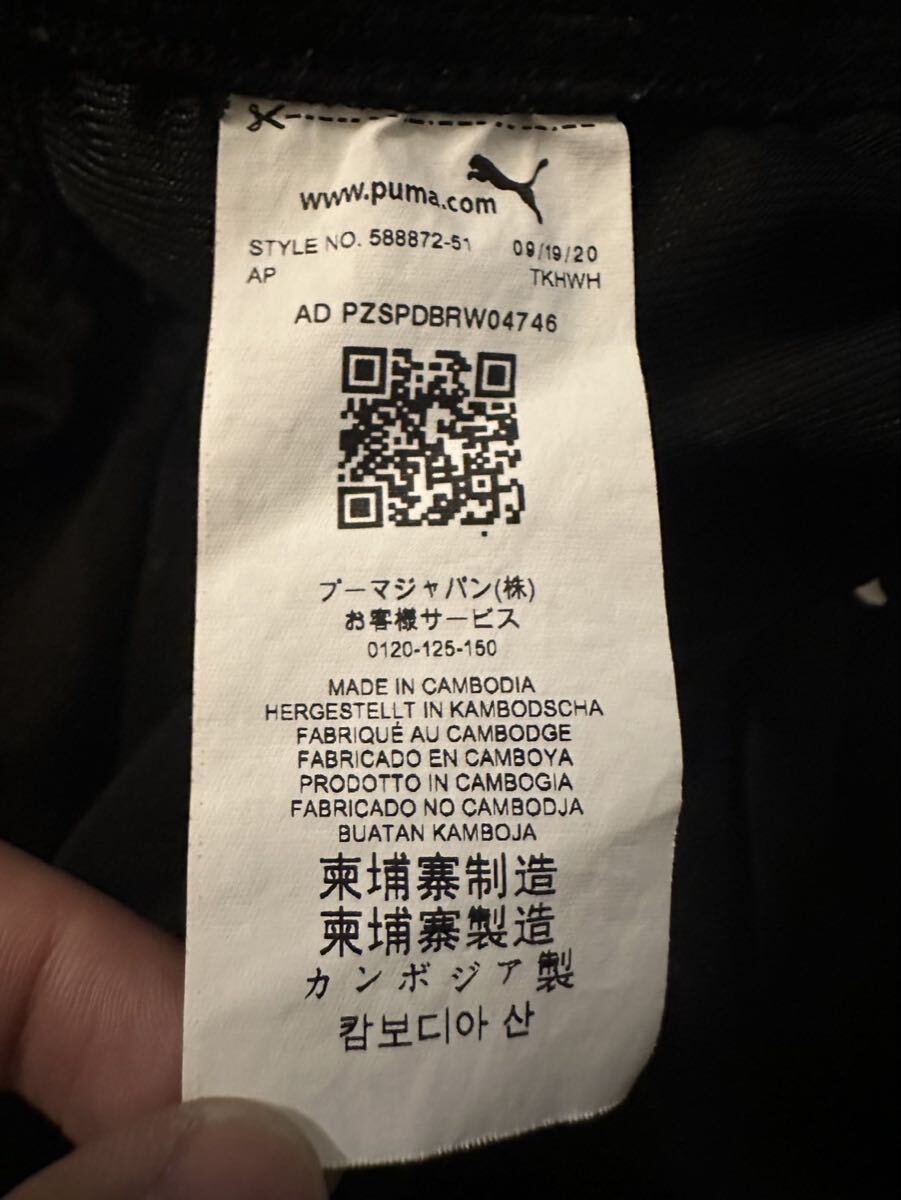 www.puma.com
STYLE NO. 588872-51 09/19/20
AP TKHWH
AD PZSPDBRW04746
プーマジャパン(株)
お客様サービス
0120-125-150
MADE IN CAMBODIA
HERGESTELLT IN KAMBODSCHA
FABRIQUÉ AU CAMBODGE
FABRICADO EN CAMBOYA
PRODOTTO IN CAMBOGIA
FABRICADO NO CAMBODJA
BUATAN KAMBOJA
柬埔寨制造
柬埔寨製造
カンボジア製
캄보디아 산